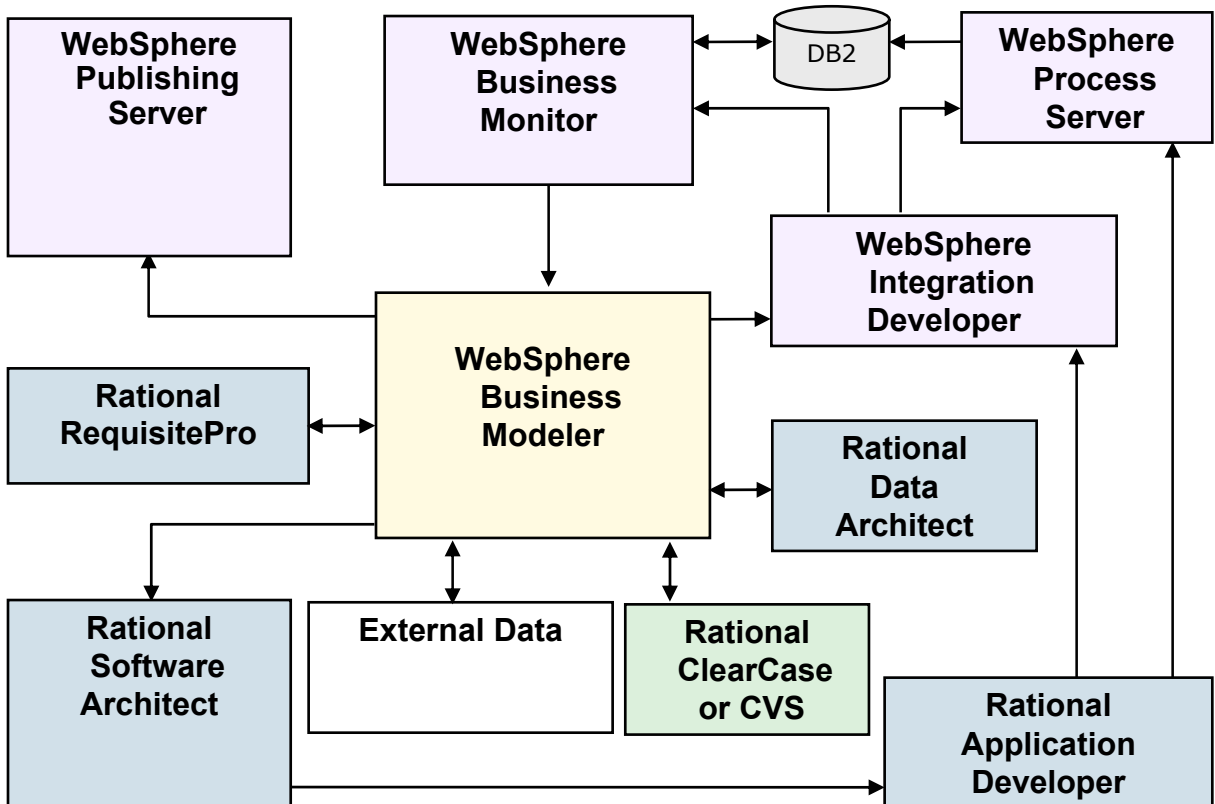 WebSphere
Publishing
Server
WebSphere
Business
Monitor
DB2
WebSphere
Process
Server
WebSphere
Integration
Developer
WebSphere
Business
Modeler
Rational
RequisitePro
Rational
Data
Architect
Rational
Software
Architect
External Data
Rational
ClearCase
or CVS
Rational
Application
Developer